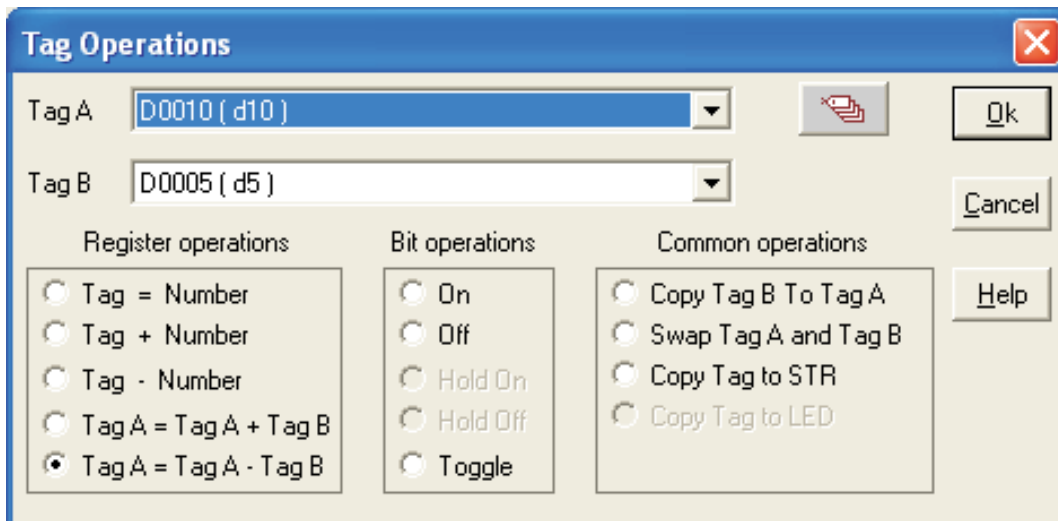 Tag Operations
Tag A
D0010 ( d10 )
Ok
Tag B
D0005 ( d5 )
Cancel
Register operations
Bit operations
Common operations
Tag = Number
Tag + Number
Tag - Number
Tag A = Tag A + Tag B
Tag A = Tag A - Tag B
On
Off
Hold On
Hold Off
Toggle
Copy Tag B To Tag A
Swap Tag A and Tag B
Copy Tag to STR
Copy Tag to LED
Help